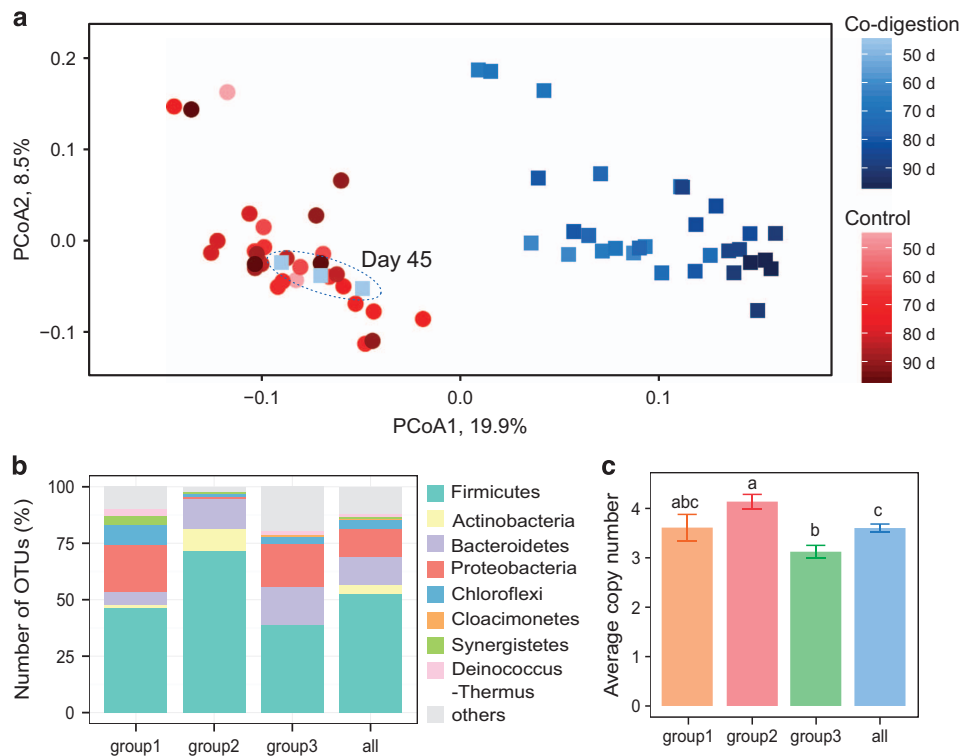 a
Co-digestion
50 d
60 d
70 d
80 d
90 d
Control
50 d
60 d
70 d
80 d
90 d
PCoA2, 8.5%
0.2
0.1
0.0
−0.1
Day 45
−0.1
0.0
0.1
PCoA1, 19.9%
b
Number of OTUs (%)
100
75
50
25
0
group1
group2
group3
all
Firmicutes
Actinobacteria
Bacteroidetes
Proteobacteria
Chloroflexi
Cloacimonetes
Synergistetes
Deinococcus
-Thermus
others
c
Average copy number
4
3
2
1
0
abc
a
b
c
group1
group2
group3
all